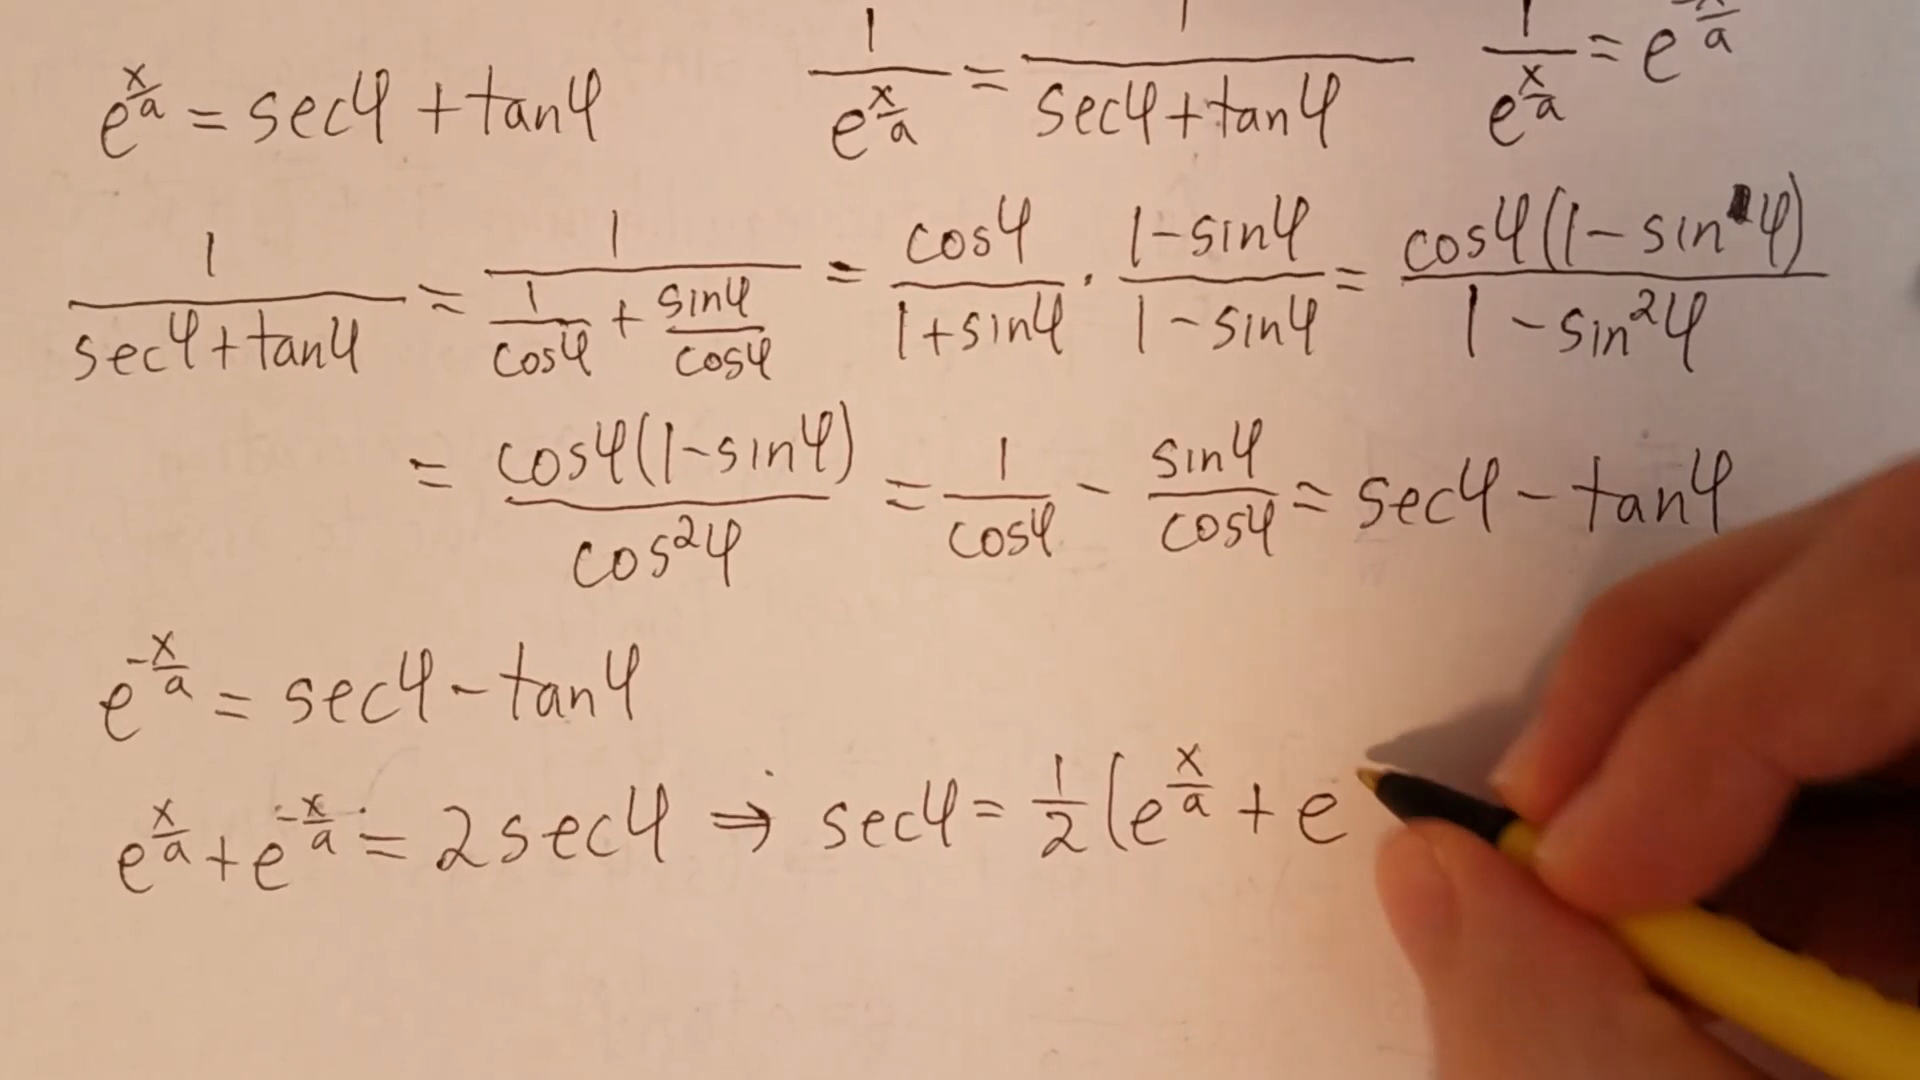 e^{x/a} = secψ + tanψ    1/e^{x/a} = 1/(secψ + tanψ)    1/e^{x/a} = e^{-x/a}
1/(secψ + tanψ) = 1/(1/cosψ + sinψ/cosψ) = cosψ/(1+sinψ) · (1-sinψ)/(1-sinψ) = cosψ(1-sinψ)/(1-sin²ψ)
= cosψ(1-sinψ)/cos²ψ = 1/cosψ - sinψ/cosψ = secψ - tanψ
e^{-x/a} = secψ - tanψ
e^{x/a} + e^{-x/a} = 2secψ ⇒ secψ = 1/2(e^{x/a} + e